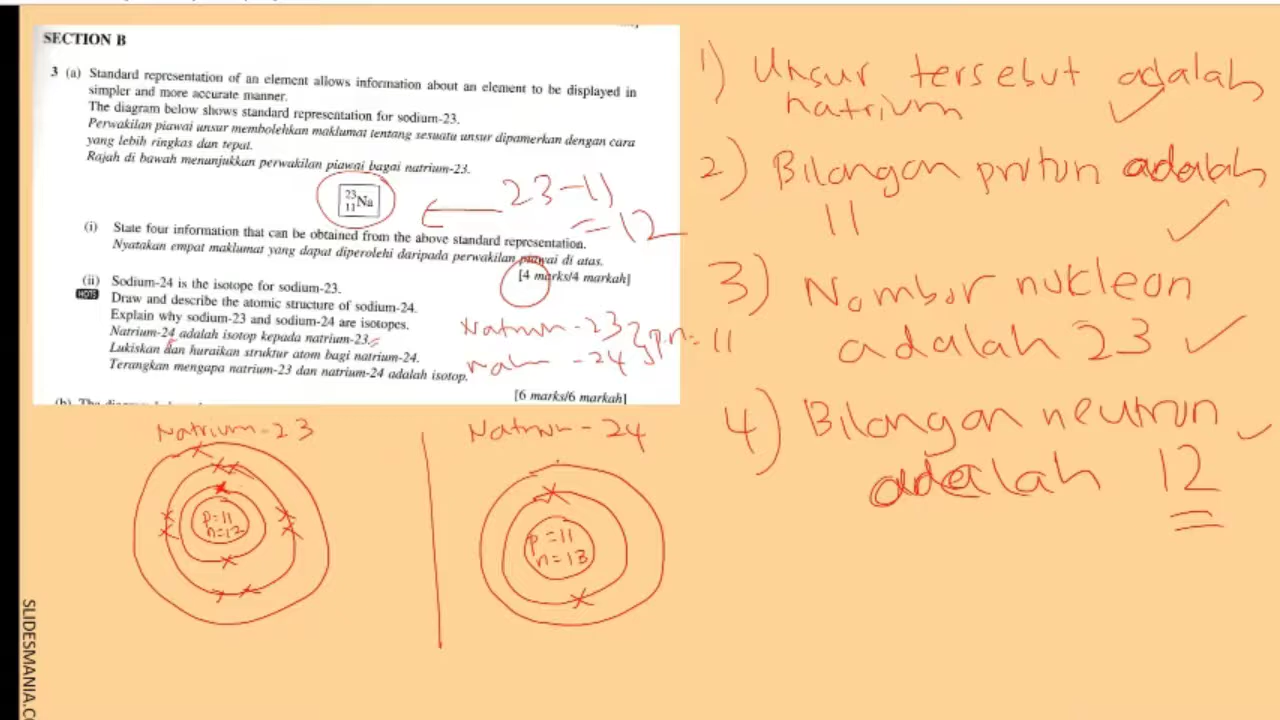 SECTION B
3 (a) Standard representation of an element allows information about an element to be displayed in
simpler and more accurate manner.
The diagram below shows standard representation for sodium-23.
Perwakilan piawai unsur membolehkan maklumat tentang sesuatu unsur dipamerkan dengan cara
yang lebih ringkas dan tepat.
Rajah di bawah menunjukkan perwakilan piawai bagai natrium-23.
23
11 Na
23-11
= 12
(i) State four information that can be obtained from the above standard representation.
Nyatakan empat maklumat yang dapat diperolehi daripada perwakilan piawai di atas.
[4 marks/4 markah]
(ii) Sodium-24 is the isotope for sodium-23.
HOTS Draw and describe the atomic structure of sodium-24.
Explain why sodium-23 and sodium-24 are isotopes.
Natrium-24 adalah isotop kepada natrium-23.
Lukiskan dan huraikan struktur atom bagi natrium-24.
Terangkan mengapa natrium-23 dan natrium-24 adalah isotop.
[6 marks/6 markah]
Natrium - 23
- 24
p.n = 11
Natrium - 23
p=11
n=12
Natrium - 24
p=11
n=13
1) Unsur tersebut adalah
natrium
2) Bilangan proton adalah
11
3) Nombor nukleon
adalah 23
4) Bilangan neutron
adalah 12
SLIDESMANIA.C